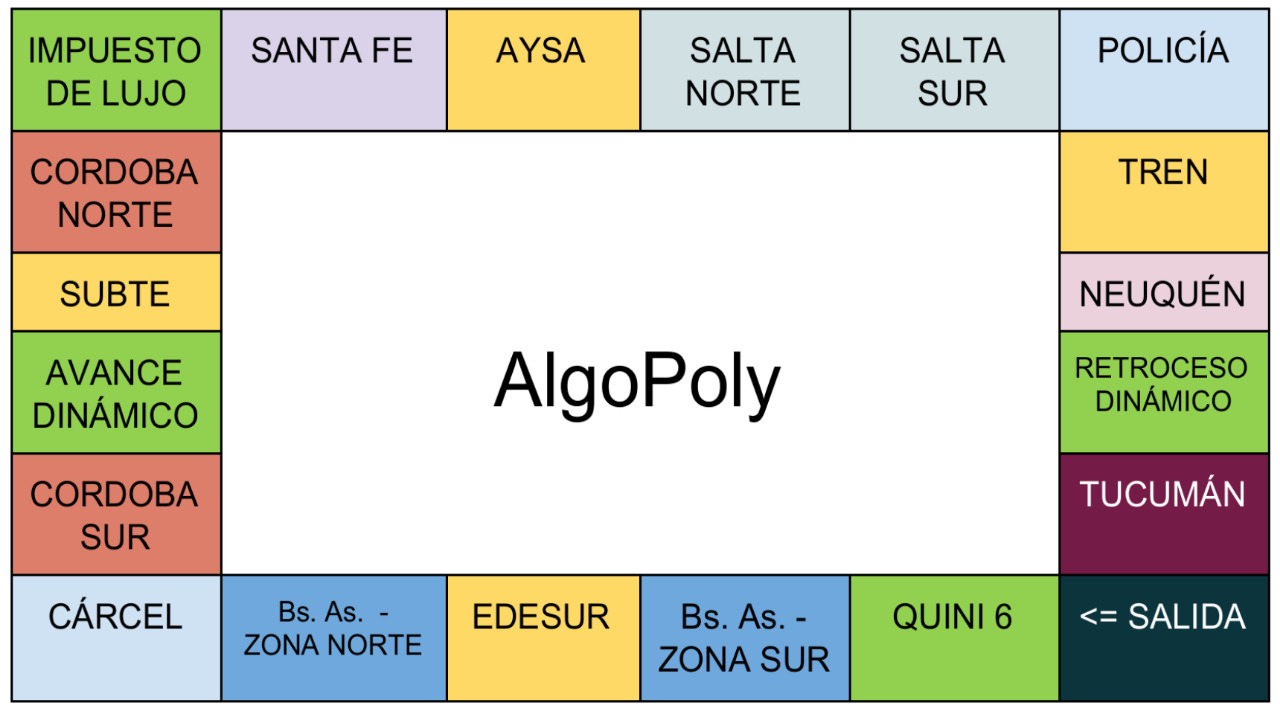 IMPUESTO
DE LUJO
SANTA FE
AYSA
SALTA
NORTE
SALTA
SUR
POLICÍA
CORDOBA
NORTE
TREN
SUBTE
NEUQUÉN
AVANCE
DINÁMICO
RETROCESO
DINÁMICO
AlgoPoly
CORDOBA
SUR
TUCUMÁN
CÁRCEL
Bs. As. -
ZONA NORTE
EDESUR
Bs. As. -
ZONA SUR
QUINI 6
<= SALIDA